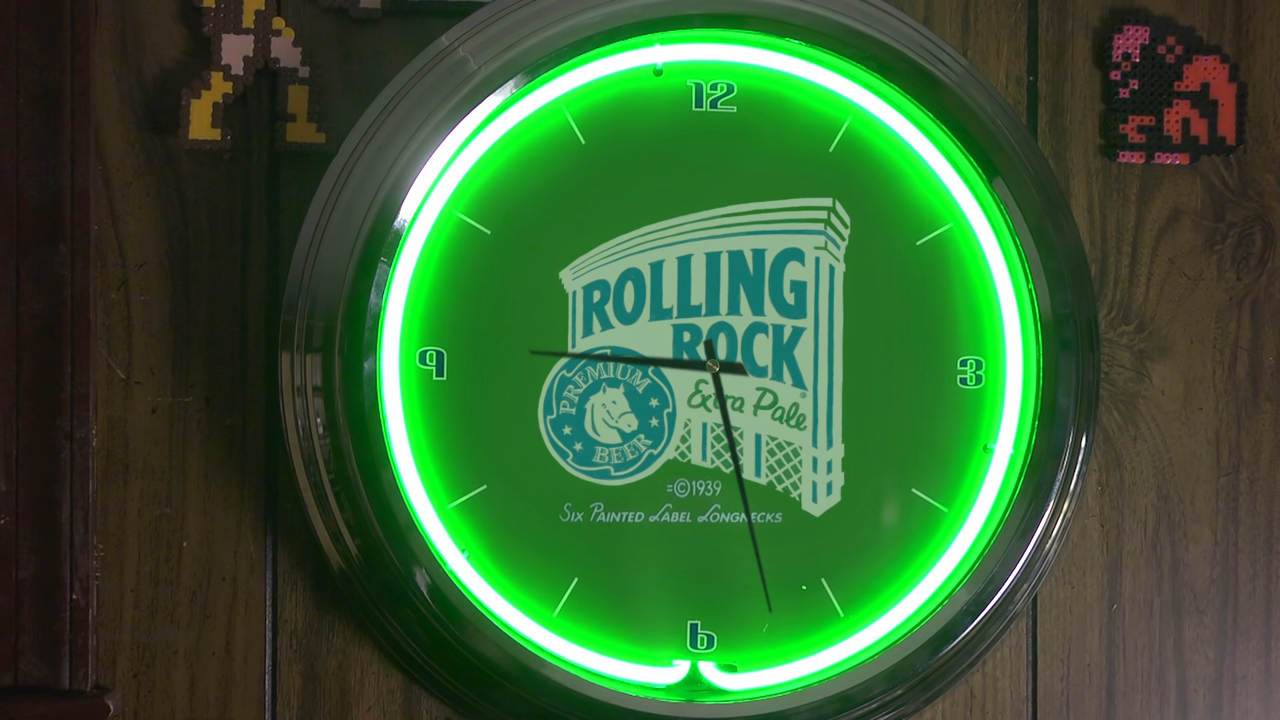 12
ROLLING
ROCK
9
3
Extra Pale
PREMIUM
BEER
=©1939
SIX PAINTED LABEL LONGNECKS
6